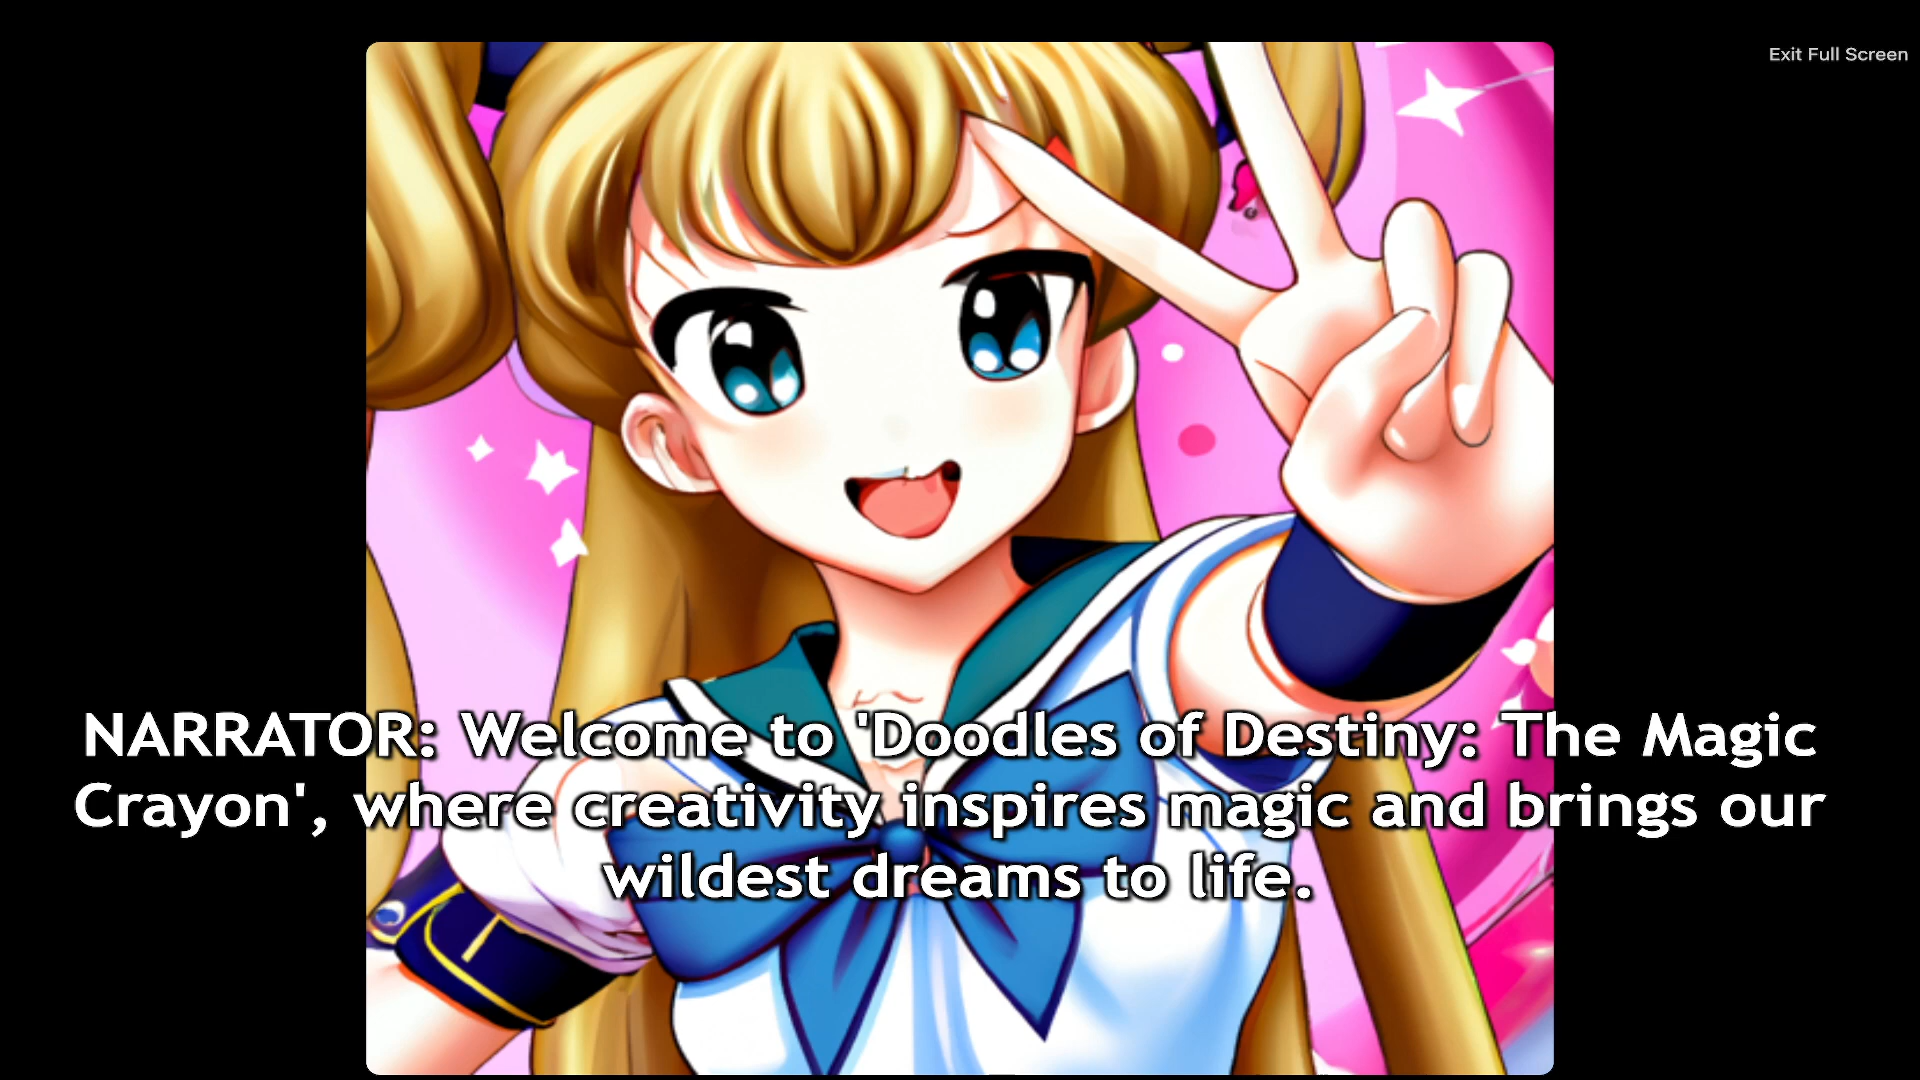 Exit Full Screen
NARRATOR: Welcome to 'Doodles of Destiny: The Magic
Crayon', where creativity inspires magic and brings our
wildest dreams to life.